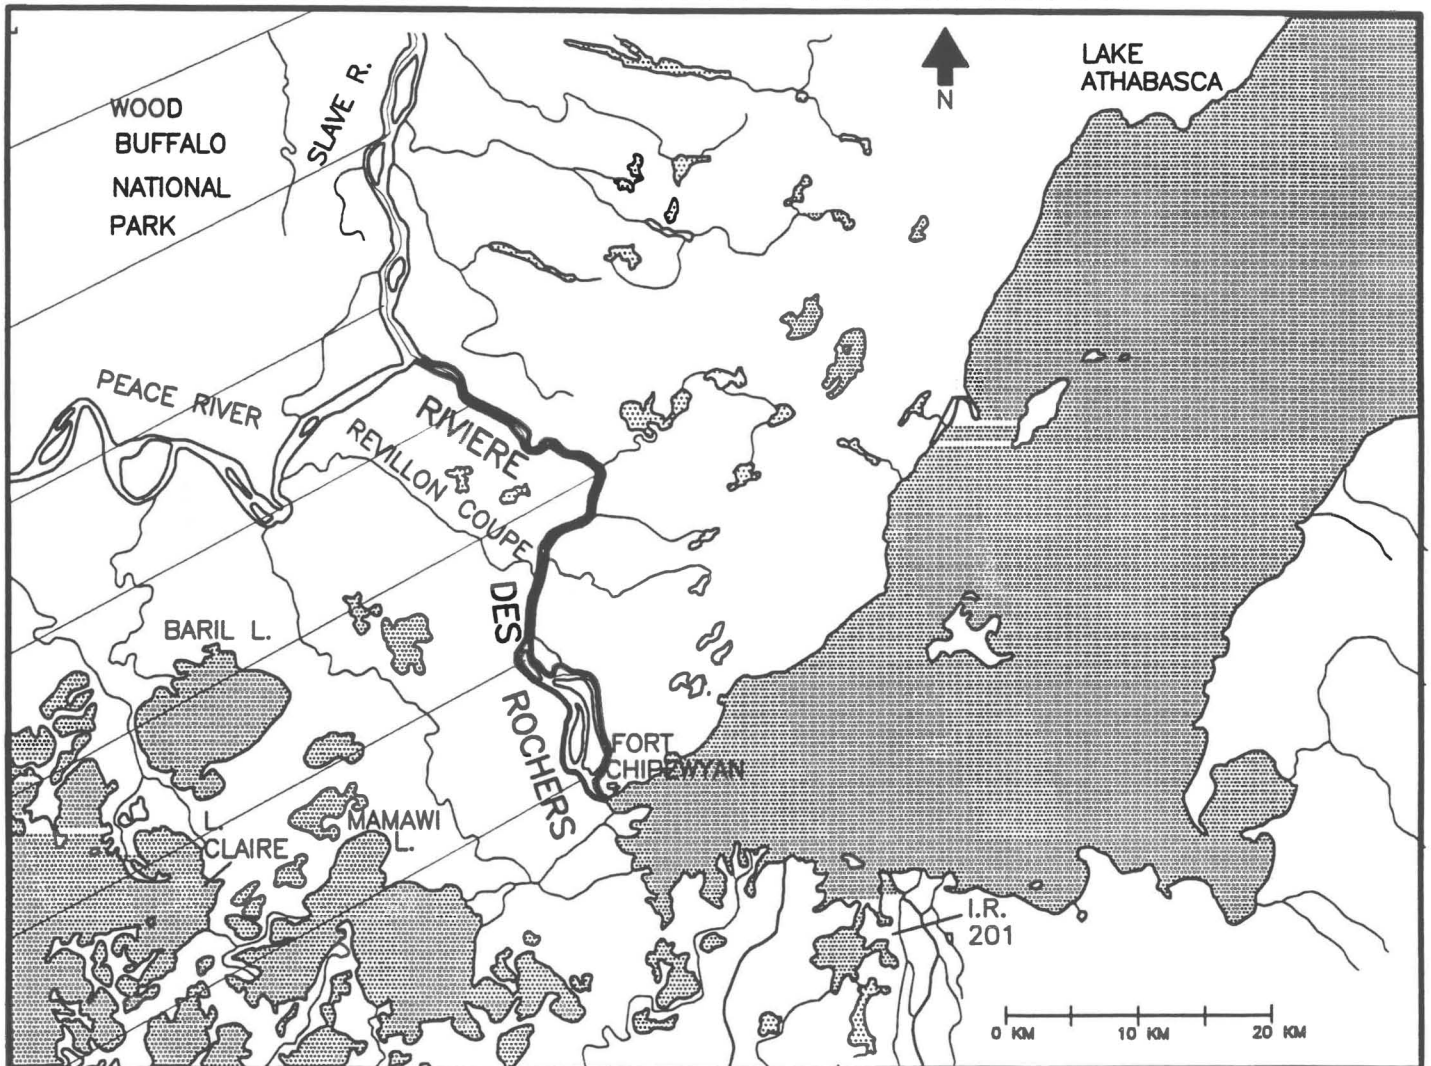 LAKE
ATHABASCA
N
WOOD
BUFFALO
NATIONAL
PARK
SLAVE R.
PEACE RIVER
RIVIERE
REVILLON COUPE
DES
BARIL L.
ROCHERS
FORT
CHIPEWYAN
L.
CLAIRE
MAMAWI
L.
I.R.
201
0 KM 10 KM 20 KM